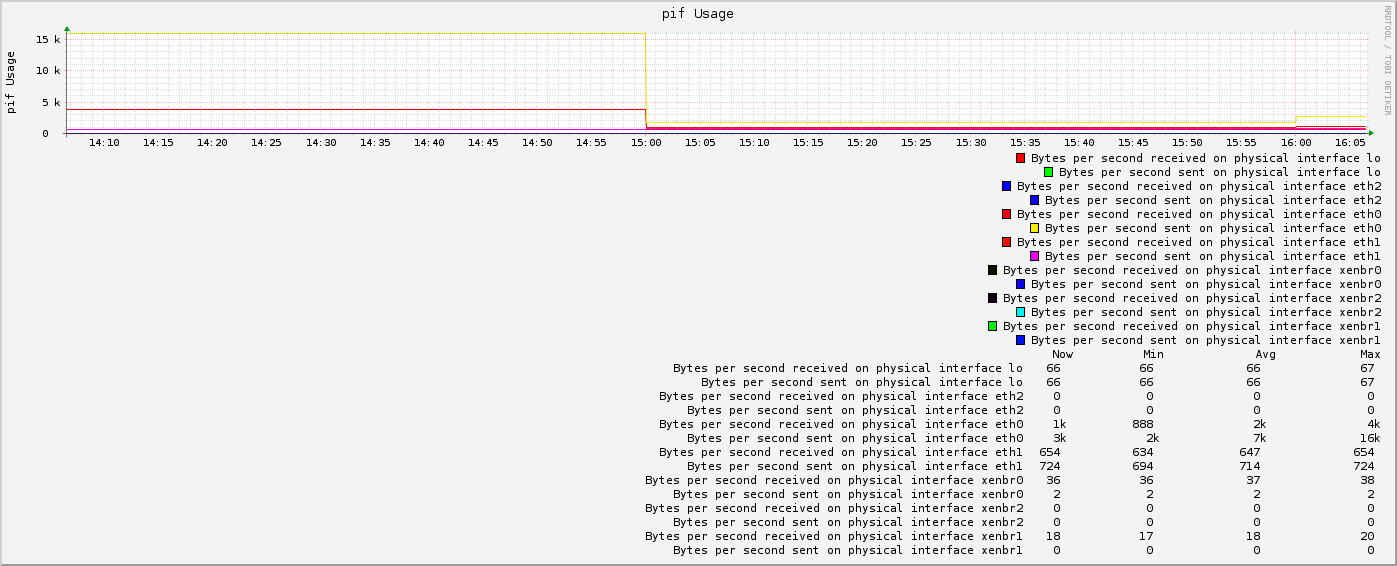 pif Usage
RRDTOOL / TOBI OETIKER
pif Usage
15 k
10 k
5 k
0
14:10 14:15 14:20 14:25 14:30 14:35 14:40 14:45 14:50 14:55 15:00 15:05 15:10 15:15 15:20 15:25 15:30 15:35 15:40 15:45 15:50 15:55 16:00 16:05
Bytes per second received on physical interface lo
Bytes per second sent on physical interface lo
Bytes per second received on physical interface eth2
Bytes per second sent on physical interface eth2
Bytes per second received on physical interface eth0
Bytes per second sent on physical interface eth0
Bytes per second received on physical interface eth1
Bytes per second sent on physical interface eth1
Bytes per second received on physical interface xenbr0
Bytes per second sent on physical interface xenbr0
Bytes per second received on physical interface xenbr2
Bytes per second sent on physical interface xenbr2
Bytes per second received on physical interface xenbr1
Bytes per second sent on physical interface xenbr1
Now Min Avg Max
Bytes per second received on physical interface lo 66 66 66 67
Bytes per second sent on physical interface lo 66 66 66 67
Bytes per second received on physical interface eth2 0 0 0 0
Bytes per second sent on physical interface eth2 0 0 0 0
Bytes per second received on physical interface eth0 1k 888 2k 4k
Bytes per second sent on physical interface eth0 3k 2k 7k 16k
Bytes per second received on physical interface eth1 654 634 647 654
Bytes per second sent on physical interface eth1 724 694 714 724
Bytes per second received on physical interface xenbr0 36 36 37 38
Bytes per second sent on physical interface xenbr0 2 2 2 2
Bytes per second received on physical interface xenbr2 0 0 0 0
Bytes per second sent on physical interface xenbr2 0 0 0 0
Bytes per second received on physical interface xenbr1 18 17 18 20
Bytes per second sent on physical interface xenbr1 0 0 0 0